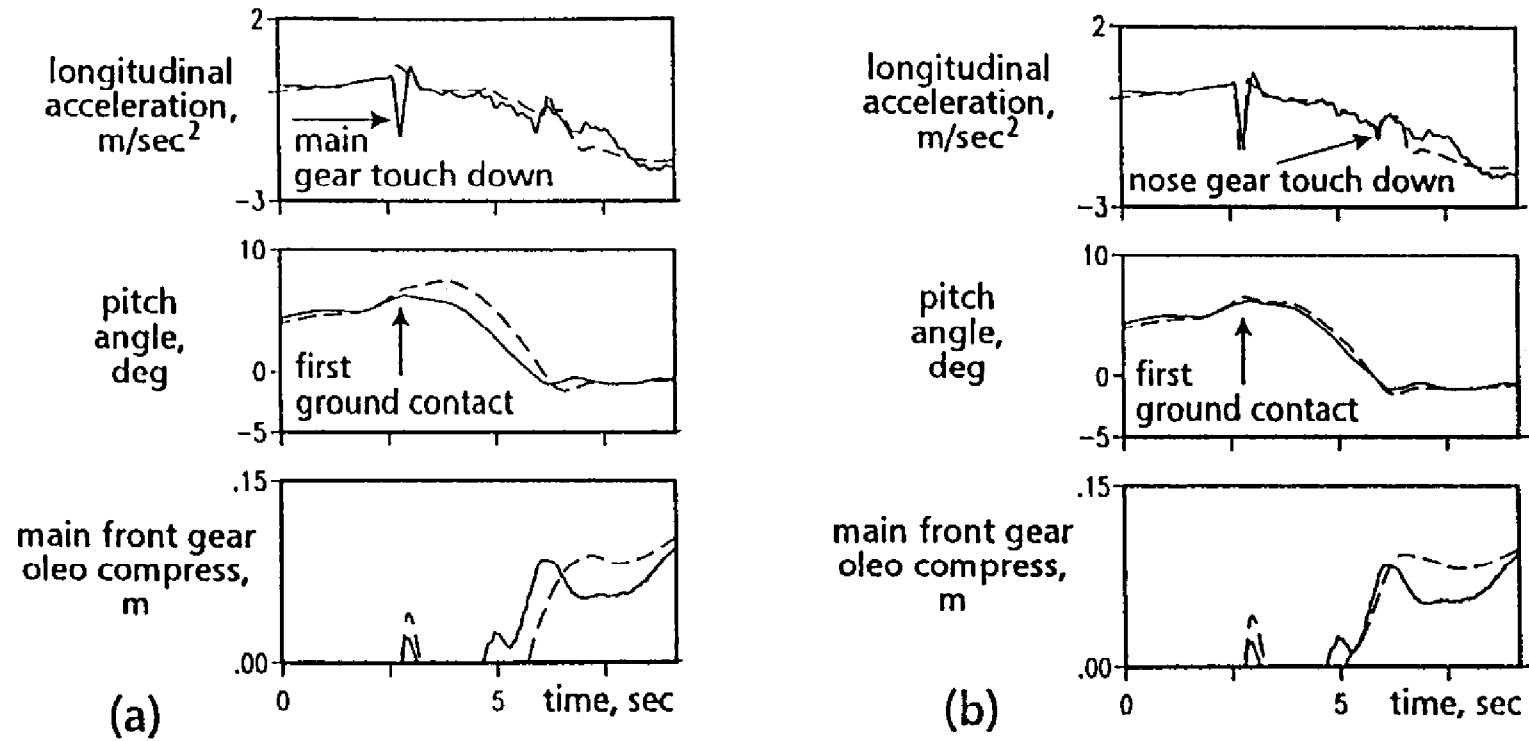 2
longitudinal
acceleration,
m/sec²
main
gear touch down
−3
10
pitch
angle,
deg
0
first
ground contact
−5
.15
main front gear
oleo compress,
m
.00
0
5
time, sec
(a)
2
longitudinal
acceleration,
m/sec²
nose gear touch down
−3
10
pitch
angle,
deg
0
first
ground contact
−5
.15
main front gear
oleo compress,
m
.00
0
5
time, sec
(b)